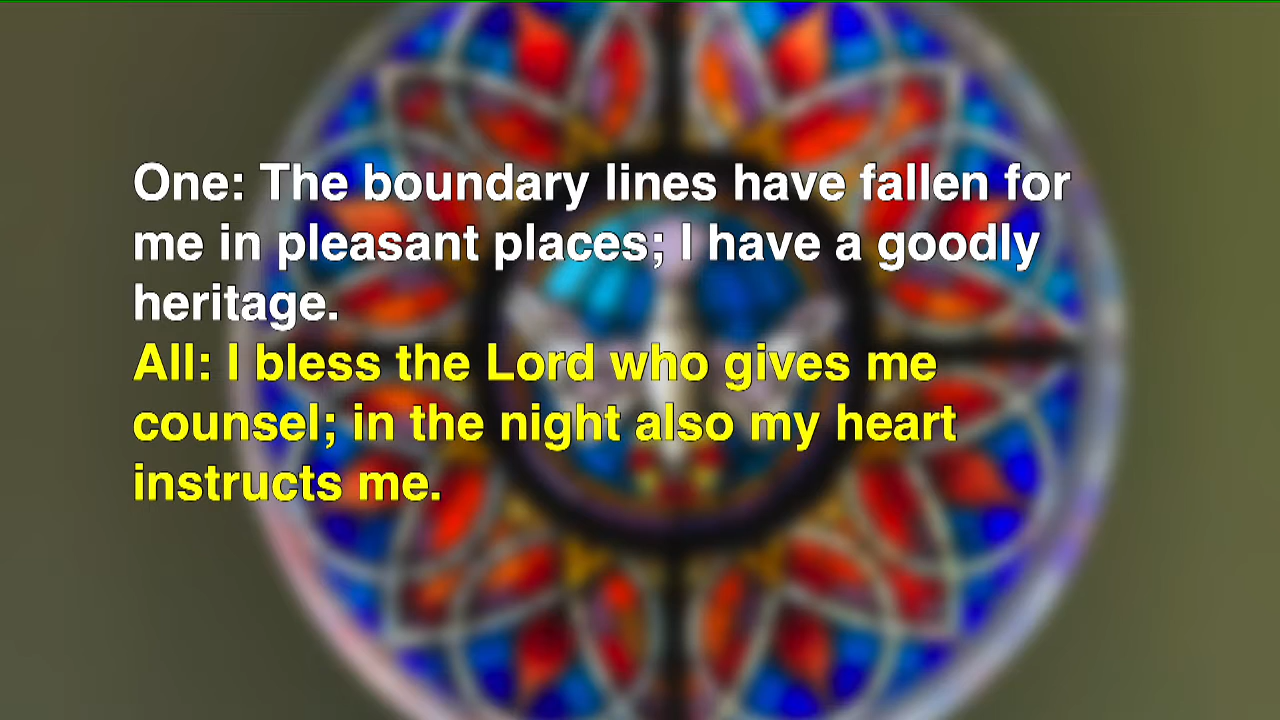 One: The boundary lines have fallen for
me in pleasant places; I have a goodly
heritage.
All: I bless the Lord who gives me
counsel; in the night also my heart
instructs me.